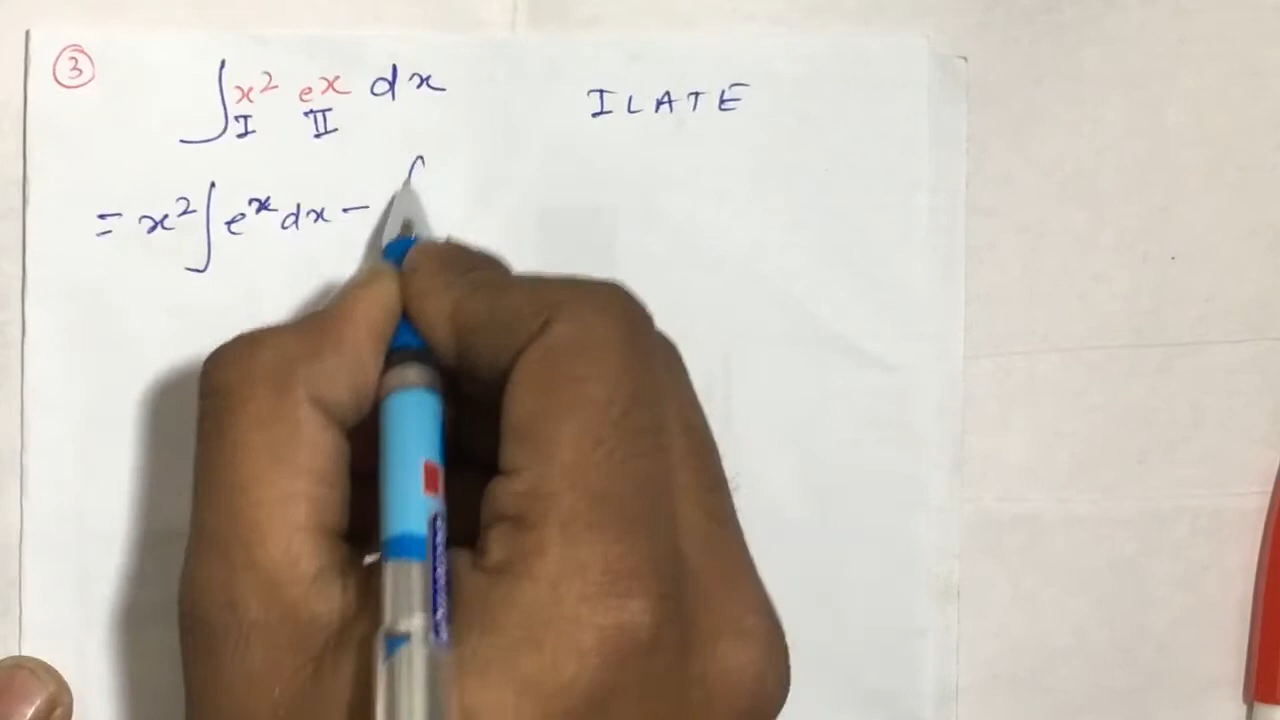 ③ ∫ x² eˣ dx ILATE
I II
= x² ∫ eˣ dx − ∫